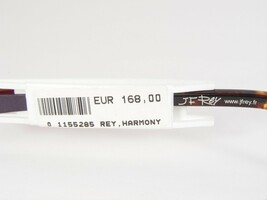 EUR 168,00
0 1155285 REY,HARMONY
JF REY www.jfrey.fr